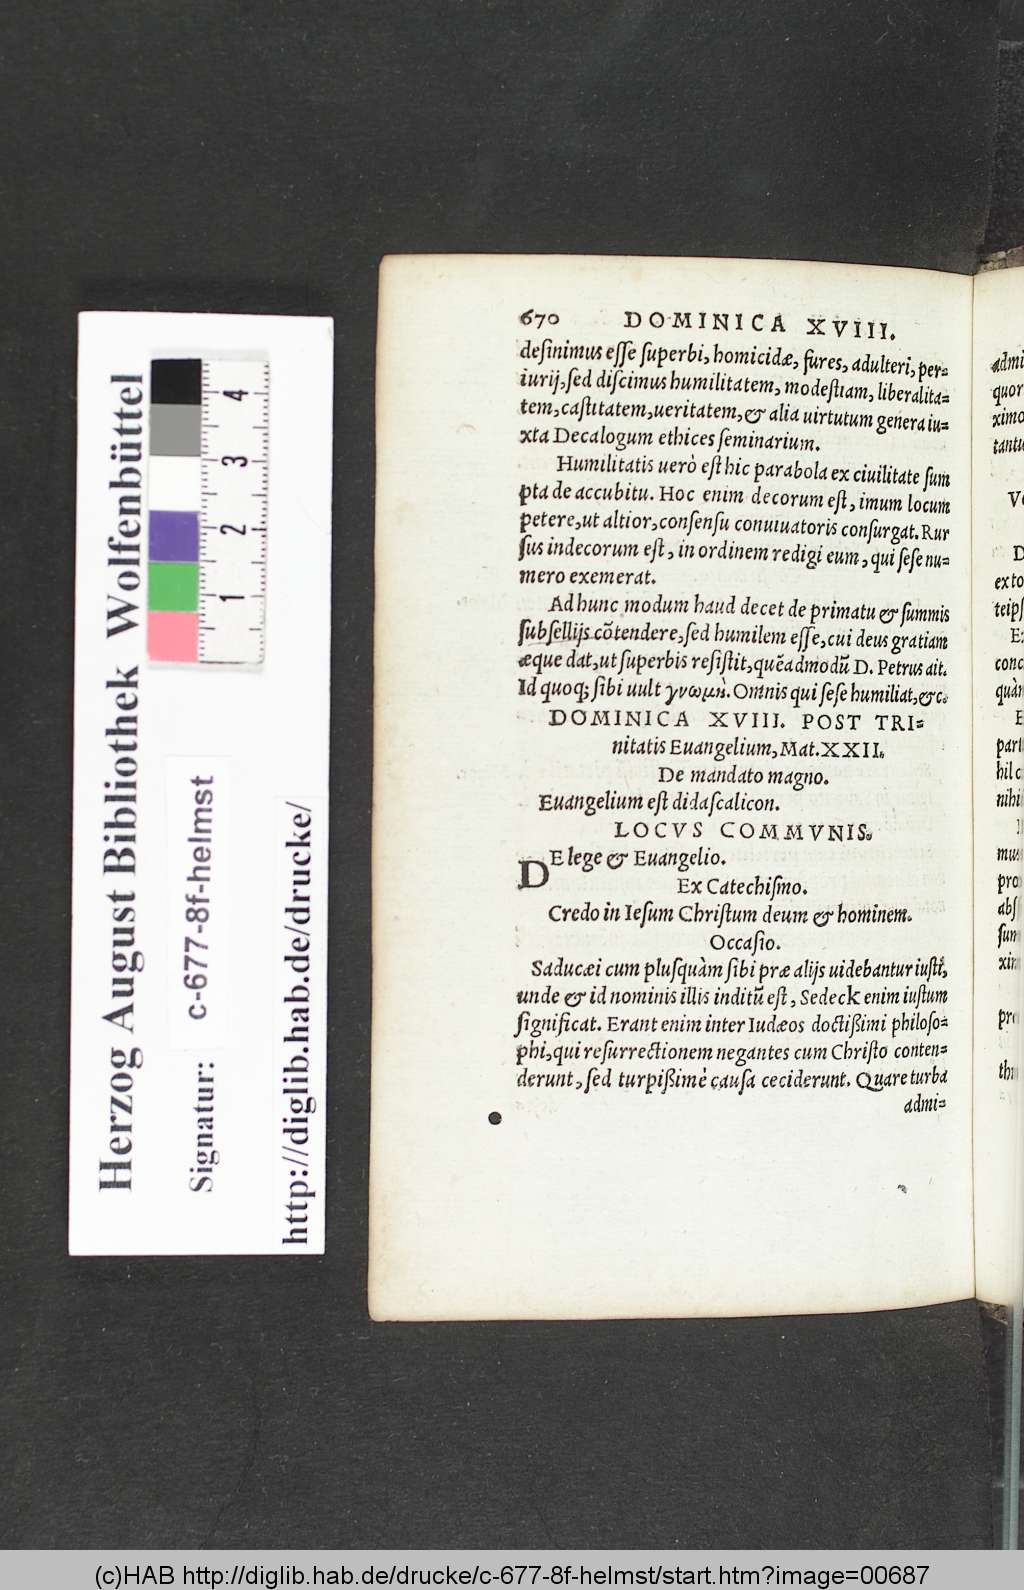 670 DOMINICA XVIII.
desinimus esse superbi, homicidæ, fures, adulteri, per=
iurij, sed discimus humilitatem, modestiam, liberalita=
tem, castitatem, ueritatem, & alia uirtutum genera iu=
xta Decalogum ethices seminarium.
Humilitatis uerò est hic parabola ex ciuilitate sum
pta de accubitu. Hoc enim decorum est, imum locum
petere, ut altior, consensu conuiuatoris consurgat. Rur
sus indecorum est, in ordinem redigi eum, qui sese nu=
mero exemerat.
Ad hunc modum haud decet de primatu & summis
subsellijs cõtendere, sed humilem esse, cui deus gratiam
æque dat, ut superbis resistit, quẽadmodũ D. Petrus ait.
Id quoq; sibi uult γνωμὴ. Omnis qui sese humiliat, &c.
DOMINICA XVIII. POST TRI=
nitatis Euangelium, Mat. XXII.
De mandato magno.
Euangelium est didascalicon.
LOCVS COMMVNIS.
DE lege & Euangelio.
Ex Catechismo.
Credo in Iesum Christum deum & hominem.
Occasio.
Saducæi cum plusquàm sibi præ alijs uidebantur iusti,
unde & id nominis illis inditũ est, Sedeck enim iustum
significat. Erant enim inter Iudæos doctißimi philoso=
phi, qui resurrectionem negantes cum Christo conten=
derunt, sed turpißimè causa ceciderunt. Quare turba
admi=
Herzog August Bibliothek Wolfenbüttel
Signatur: c-677-8f-helmst
http://diglib.hab.de/drucke/
1 2 3 4
(c)HAB http://diglib.hab.de/drucke/c-677-8f-helmst/start.htm?image=00687